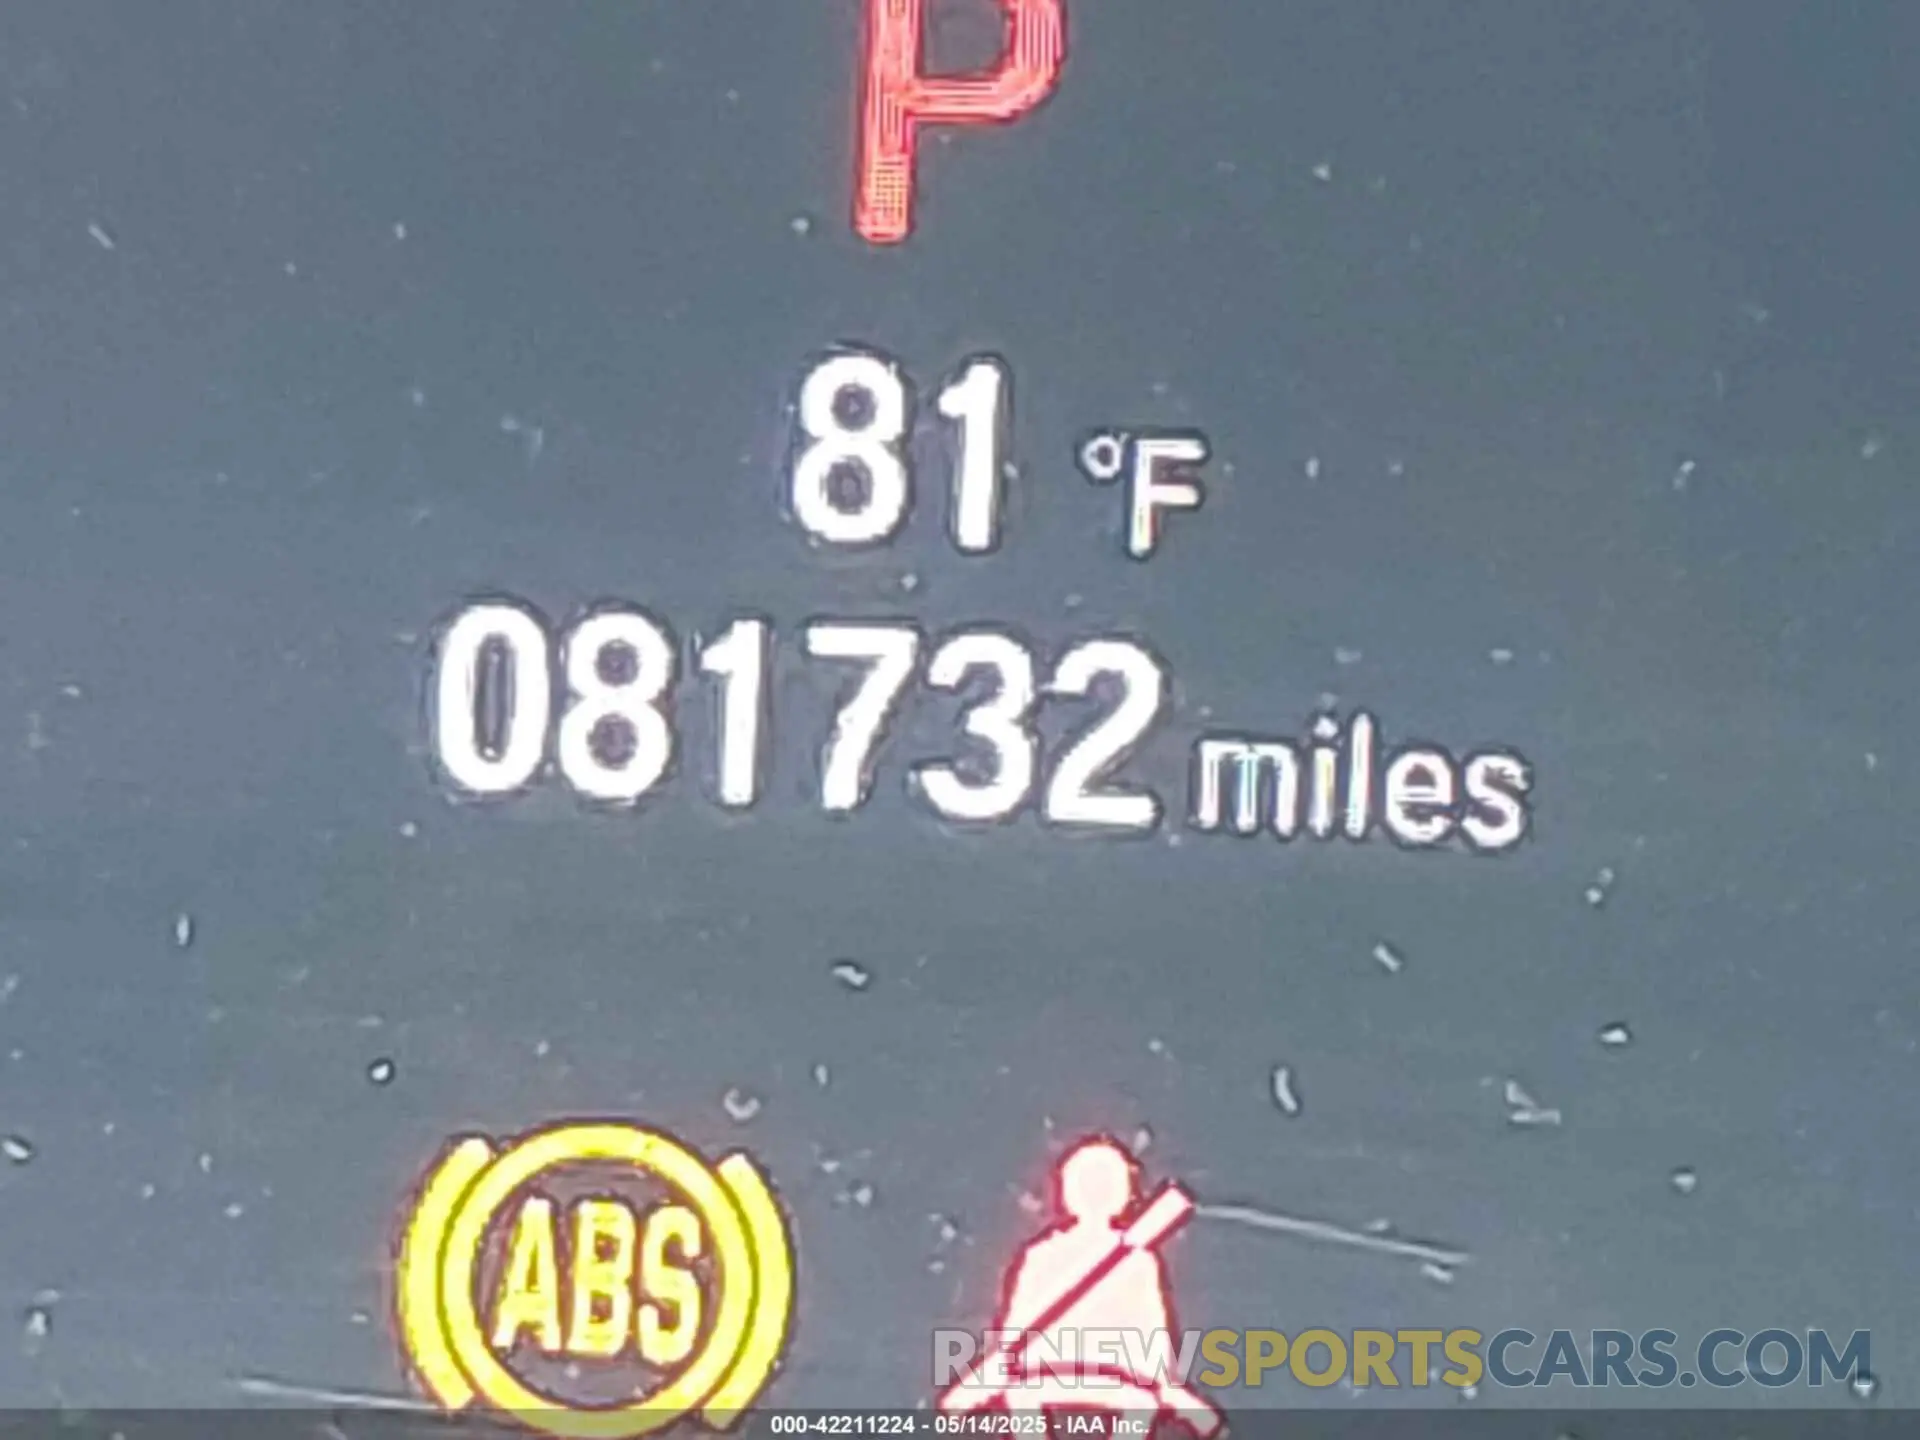 P
81 °F
081732 miles
ABS
RENEWSPORTSCARS.COM
000-42211224 - 05/14/2025 - IAA Inc.